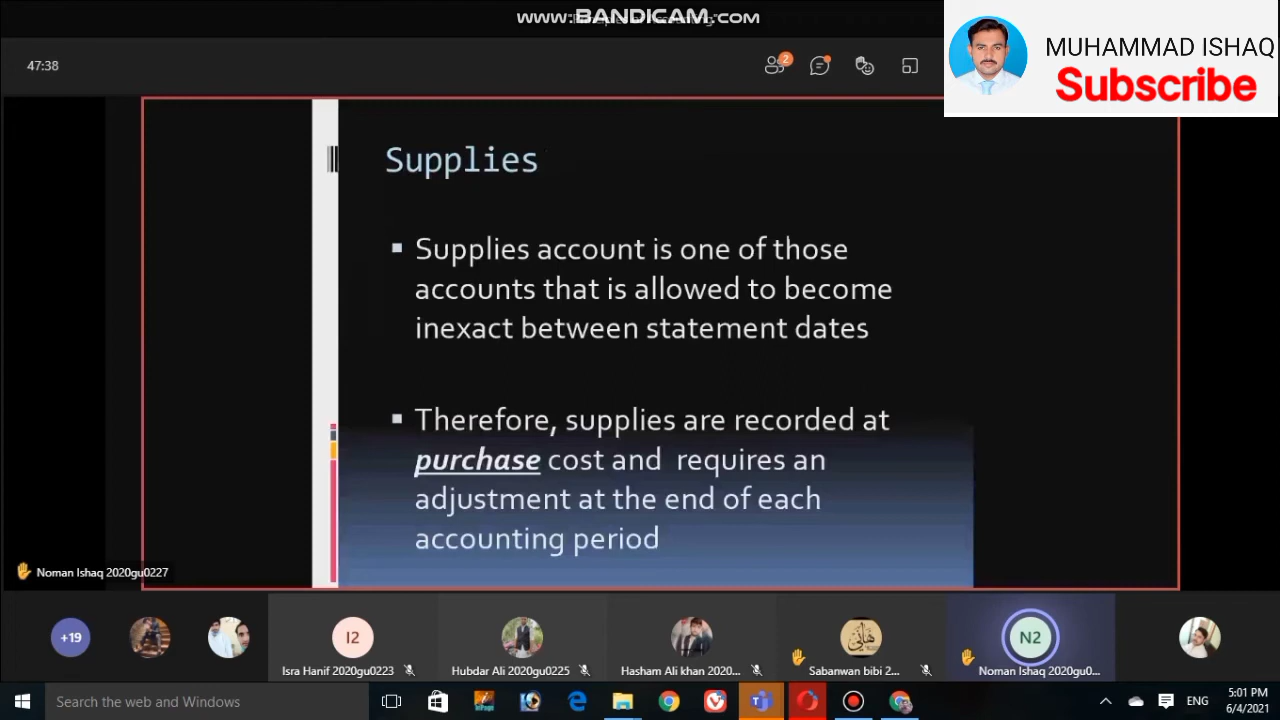 www.BANDICAM.com
47:38
2
MUHAMMAD ISHAQ
Subscribe
Supplies
Supplies account is one of those
accounts that is allowed to become
inexact between statement dates
Therefore, supplies are recorded at
purchase cost and requires an
adjustment at the end of each
accounting period
Noman Ishaq 2020gu0227
+19
I2
Isra Hanif 2020gu0223
Hubdar Ali 2020gu0225
Hasham Ali khan 2020...
Sabanwan bibi 2...
N2
Noman Ishaq 2020gu0...
Search the web and Windows
ENG
5:01 PM
6/4/2021